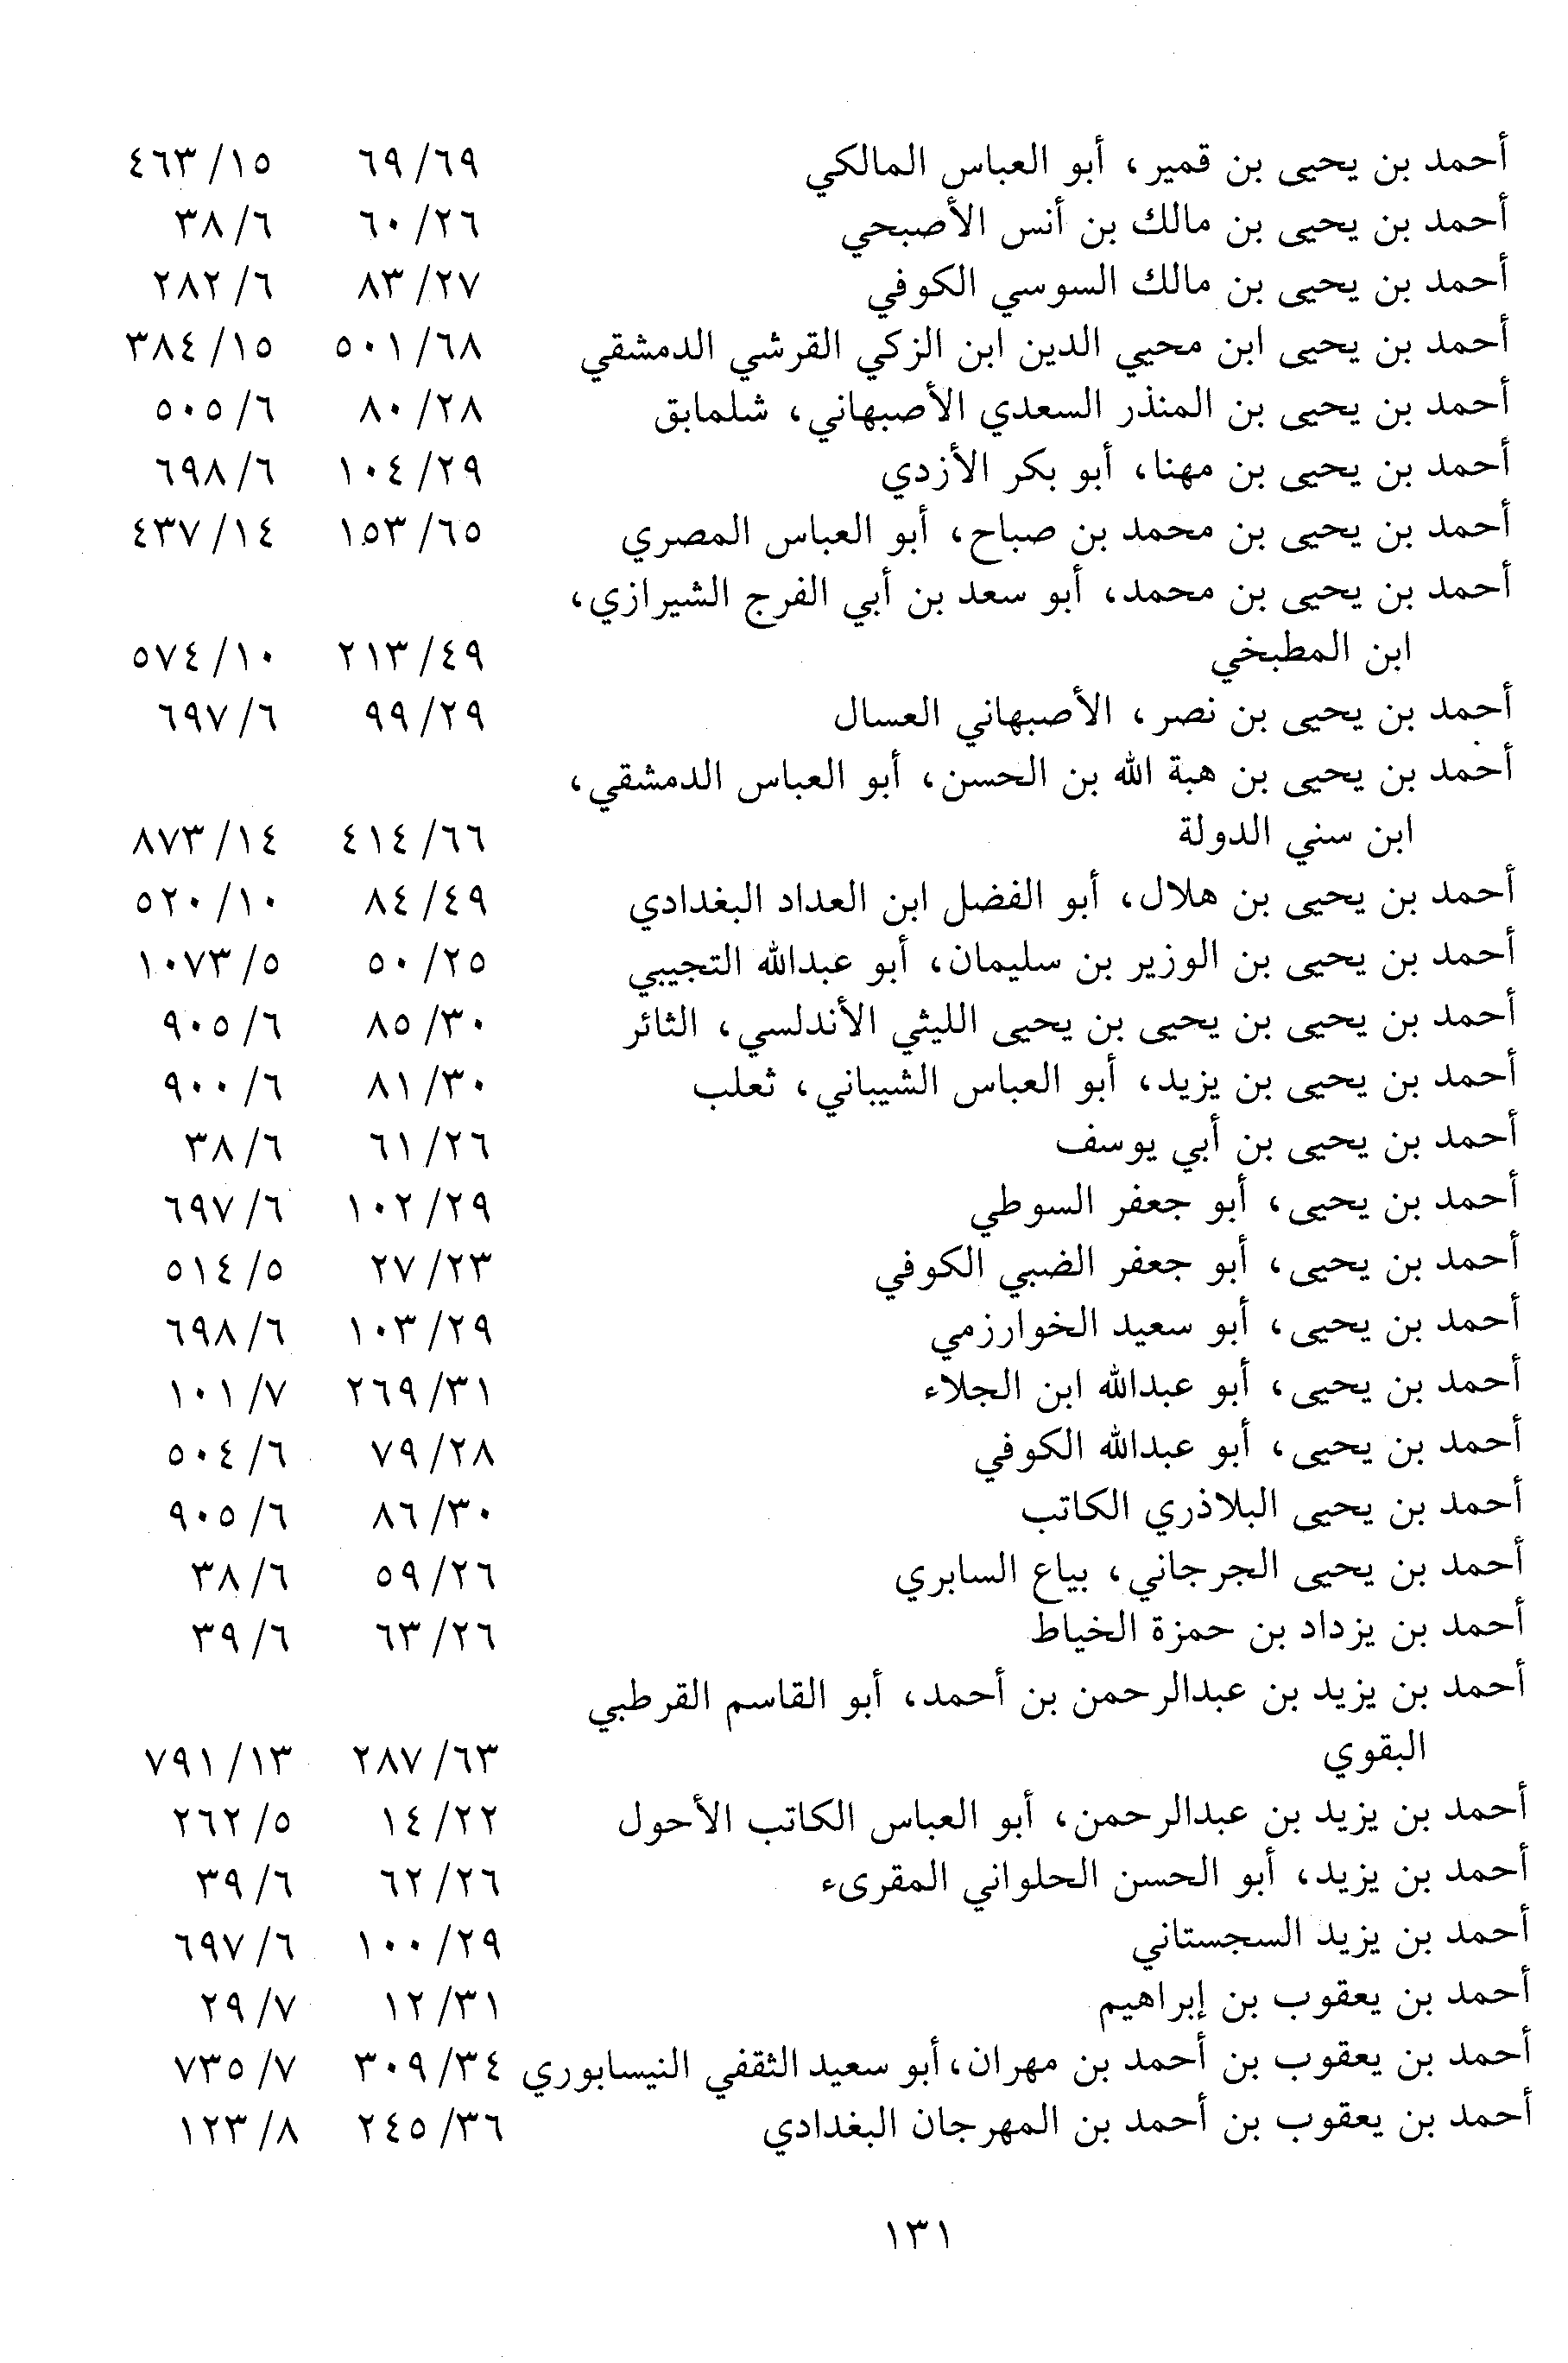 أحمد بن يحيى بن قمير، أبو العباس المالكي ٦٩/٦٩ ٤٦٣/١٥
أحمد بن يحيى بن مالك بن أنس الأصبحي ٦٠/٢٦ ٣٨/٦
أحمد بن يحيى بن مالك السوسي الكوفي ٨٣/٢٧ ٢٨٢/٦
أحمد بن يحيى ابن محيي الدين ابن الزكي القرشي الدمشقي ٥٠١/٦٨ ٣٨٤/١٥
أحمد بن يحيى بن المنذر السعدي الأصبهاني، شلمابق ٨٠/٢٨ ٥٠٥/٦
أحمد بن يحيى بن مهنا، أبو بكر الأزدي ١٠٤/٢٩ ٦٩٨/٦
أحمد بن يحيى بن محمد بن صباح، أبو العباس المصري ١٥٣/٦٥ ٤٣٧/١٤
أحمد بن يحيى بن محمد، أبو سعد بن أبي الفرج الشيرازي،
ابن المطبخي ٢١٣/٤٩ ٥٧٤/١٠
أحمد بن يحيى بن نصر، الأصبهاني العسال ٩٩/٢٩ ٦٩٧/٦
أحمد بن يحيى بن هبة الله بن الحسن، أبو العباس الدمشقي،
ابن سني الدولة ٤١٤/٦٦ ٨٧٣/١٤
أحمد بن يحيى بن هلال، أبو الفضل ابن العداد البغدادي ٨٤/٤٩ ٥٢٠/١٠
أحمد بن يحيى بن الوزير بن سليمان، أبو عبدالله التجيبي ٥٠/٢٥ ١٠٧٣/٥
أحمد بن يحيى بن يحيى بن يحيى الليثي الأندلسي، الثائر ٨٥/٣٠ ٩٠٥/٦
أحمد بن يحيى بن يزيد، أبو العباس الشيباني، ثعلب ٨١/٣٠ ٩٠٠/٦
أحمد بن يحيى بن أبي يوسف ٦١/٢٦ ٣٨/٦
أحمد بن يحيى، أبو جعفر السوطي ١٠٢/٢٩ ٦٩٧/٦
أحمد بن يحيى، أبو جعفر الضبي الكوفي ٢٧/٢٣ ٥١٤/٥
أحمد بن يحيى، أبو سعيد الخوارزمي ١٠٣/٢٩ ٦٩٨/٦
أحمد بن يحيى، أبو عبدالله ابن الجلاء ٢٦٩/٣١ ١٠١/٧
أحمد بن يحيى، أبو عبدالله الكوفي ٧٩/٢٨ ٥٠٤/٦
أحمد بن يحيى البلاذري الكاتب ٨٦/٣٠ ٩٠٥/٦
أحمد بن يحيى الجرجاني، بياع السابري ٥٩/٢٦ ٣٨/٦
أحمد بن يزداد بن حمزة الخياط ٦٣/٢٦ ٣٩/٦
أحمد بن يزيد بن عبدالرحمن بن أحمد، أبو القاسم القرطبي
البقوي ٢٨٧/٦٣ ٧٩١/١٣
أحمد بن يزيد بن عبدالرحمن، أبو العباس الكاتب الأحول ١٤/٢٢ ٢٦٢/٥
أحمد بن يزيد، أبو الحسن الحلواني المقرىء ٦٢/٢٦ ٣٩/٦
أحمد بن يزيد السجستاني ١٠٠/٢٩ ٦٩٧/٦
أحمد بن يعقوب بن إبراهيم ١٢/٣١ ٢٩/٧
أحمد بن يعقوب بن أحمد بن مهران، أبو سعيد الثقفي النيسابوري ٣٠٩/٣٤ ٧٣٥/٧
أحمد بن يعقوب بن أحمد بن المهرجان البغدادي ٢٤٥/٣٦ ١٢٣/٨
١٣١